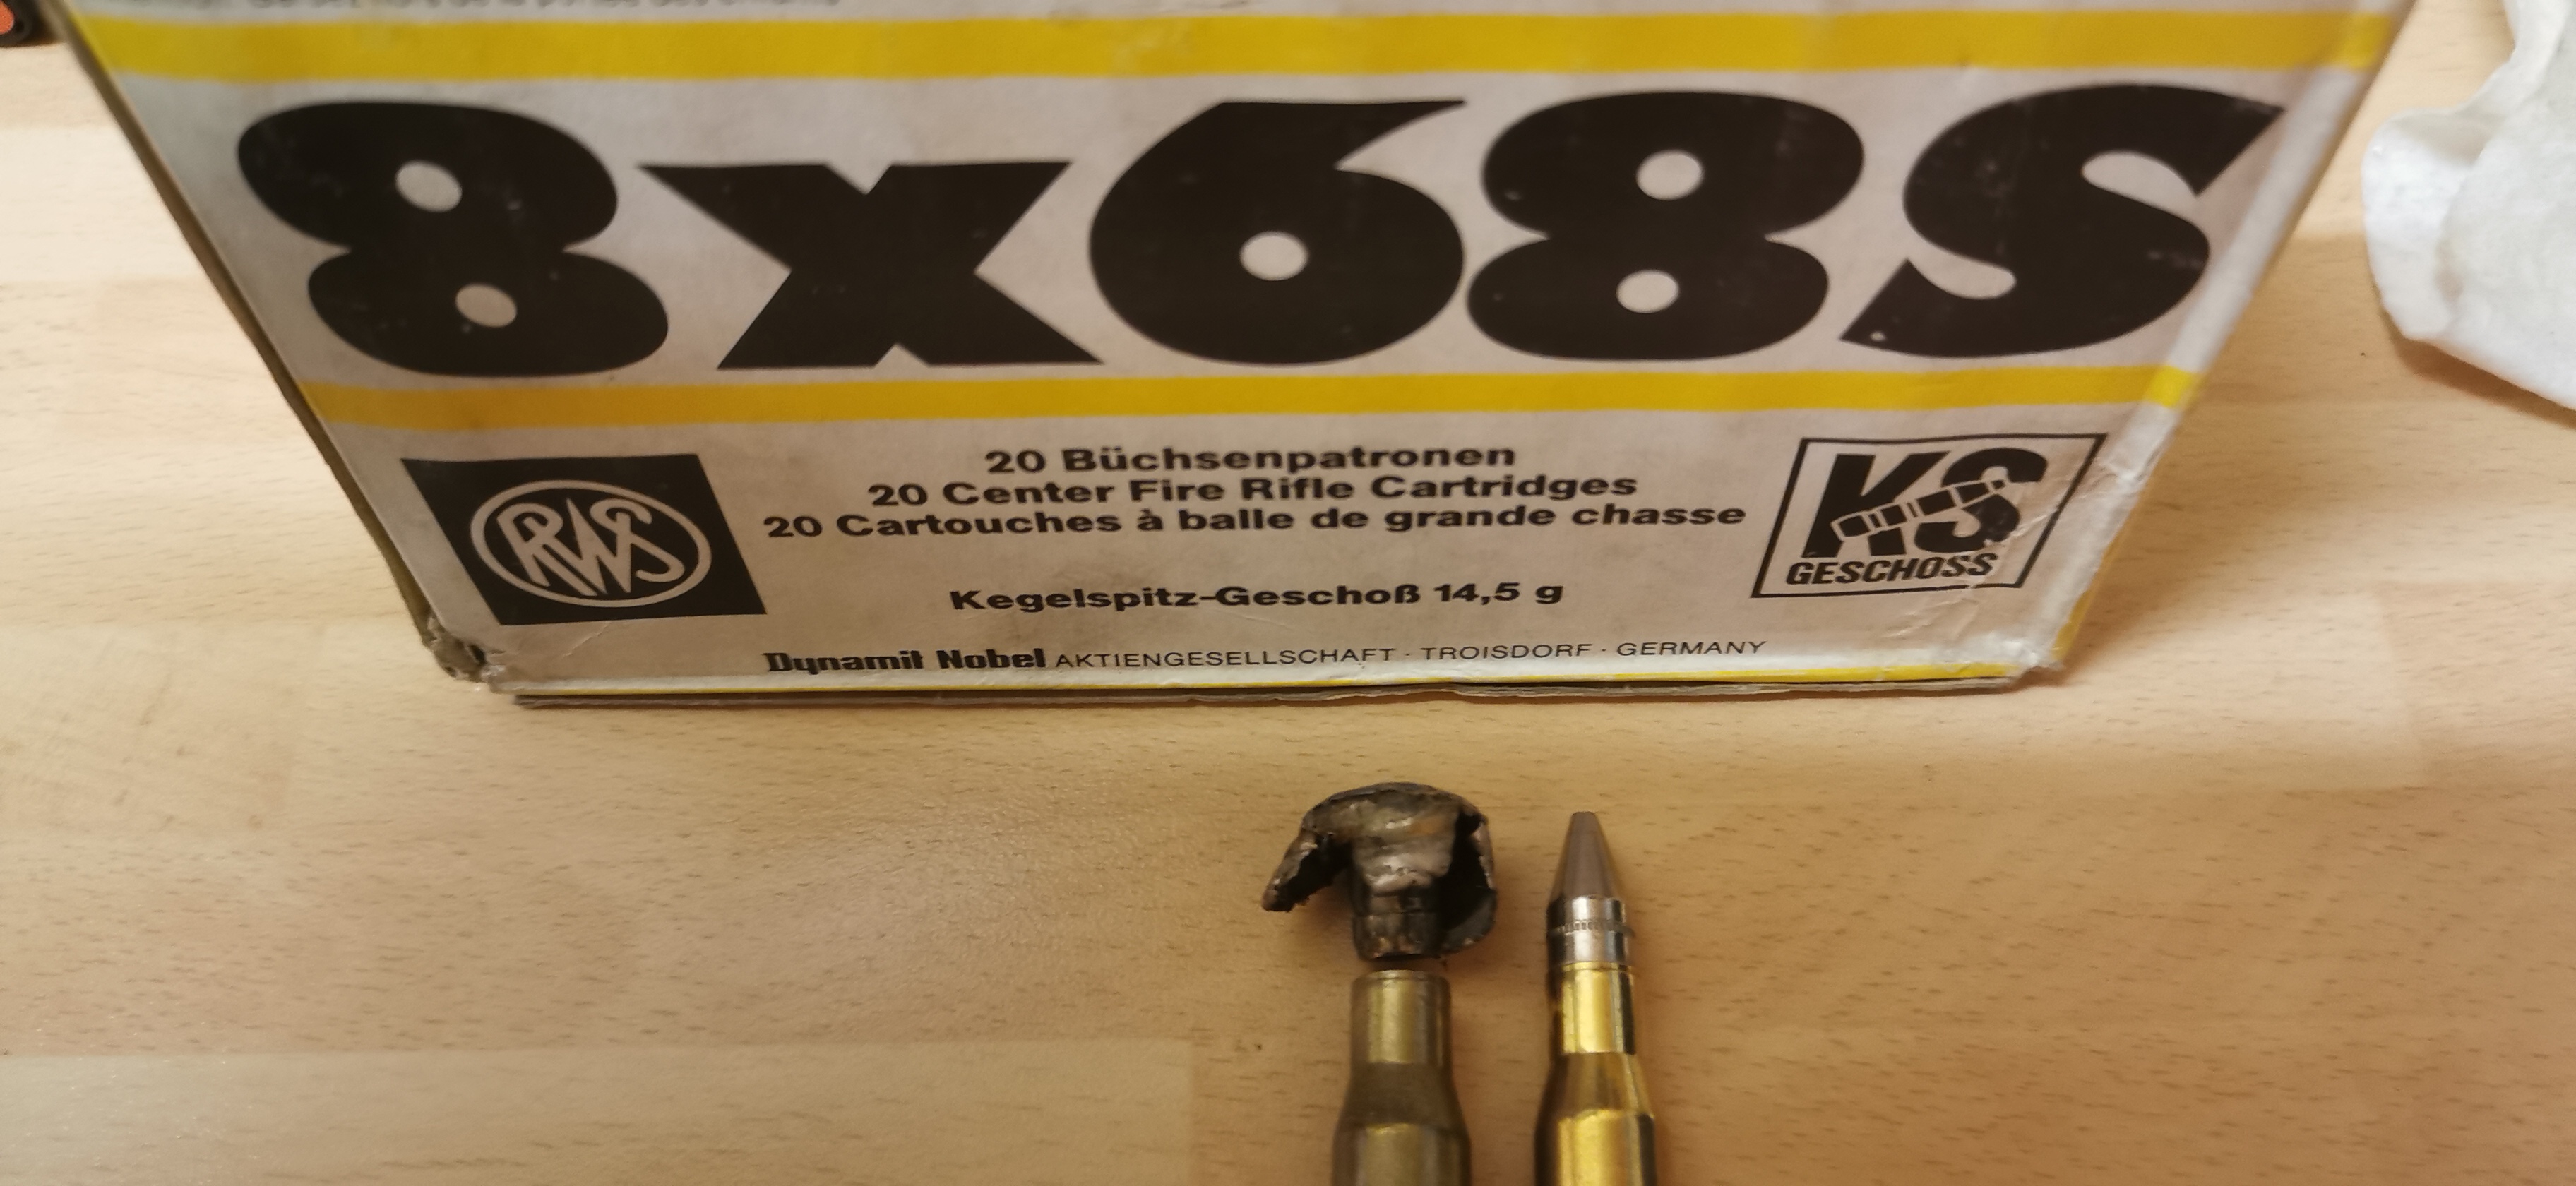 8x68S
RWS
20 Büchsenpatronen
20 Center Fire Rifle Cartridges
20 Cartouches à balle de grande chasse
KS
GESCHOSS
Kegelspitz-Geschoß 14,5 g
Dynamit Nobel AKTIENGESELLSCHAFT · TROISDORF · GERMANY